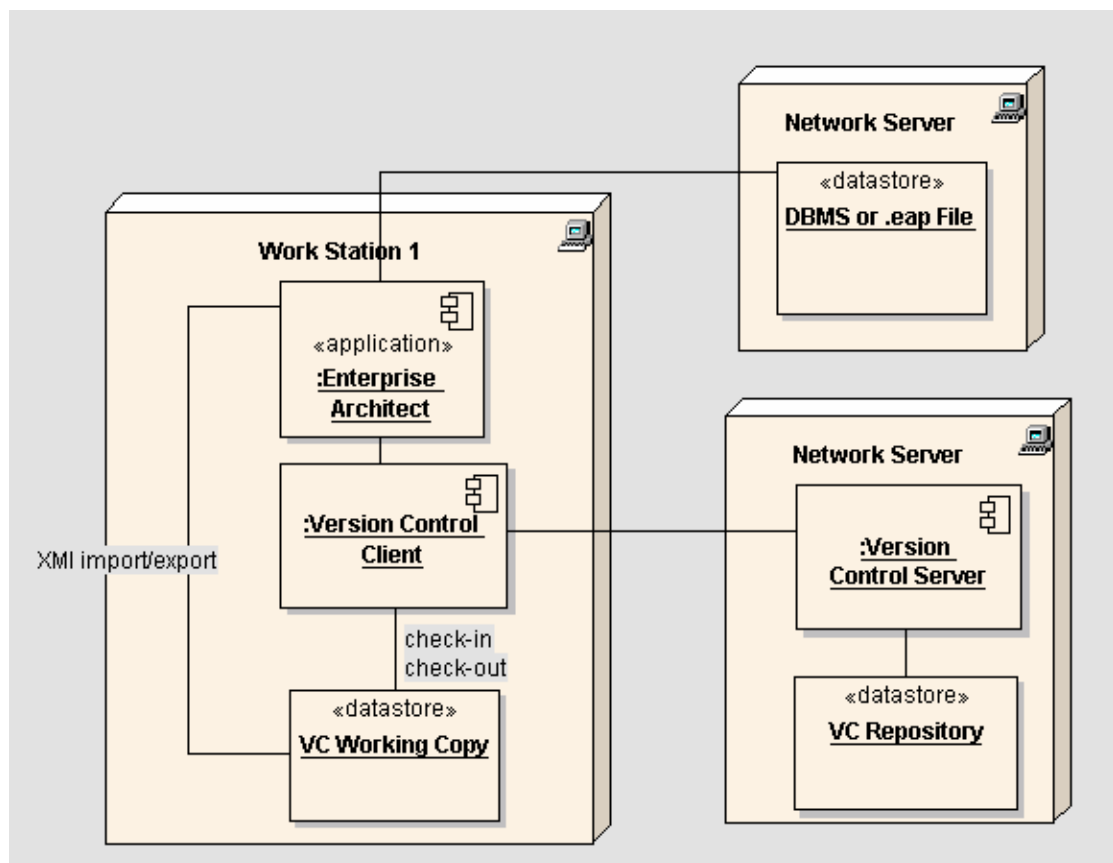 Network Server
«datastore»
DBMS or .eap File
Work Station 1
«application»
:Enterprise
Architect
Network Server
:Version Control
Client
:Version
Control Server
XMI import/export
check-in
check-out
«datastore»
VC Working Copy
«datastore»
VC Repository